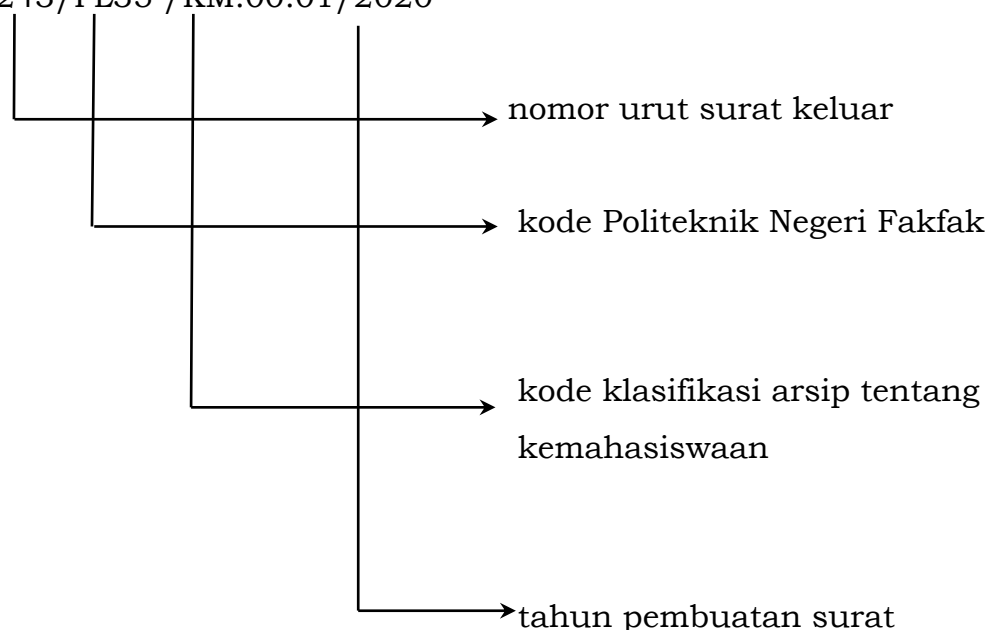 nomor urut surat keluar
kode Politeknik Negeri Fakfak
kode klasifikasi arsip tentang
kemahasiswaan
tahun pembuatan surat